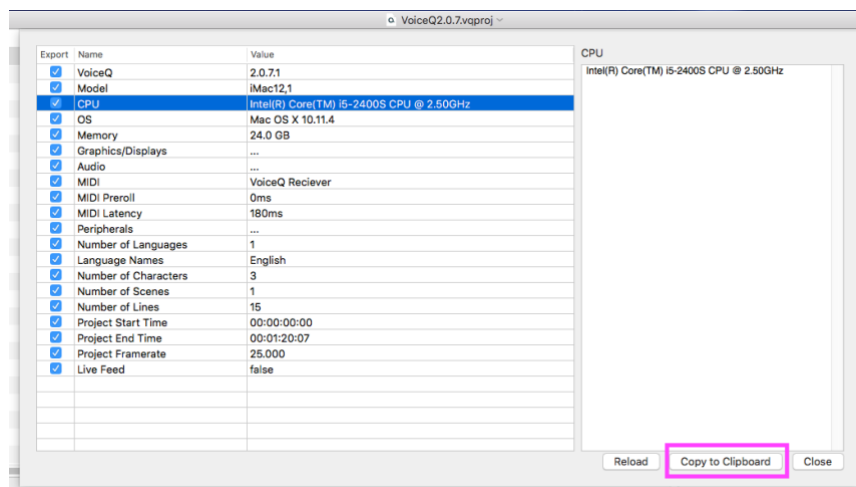 VoiceQ2.0.7.vqproj
Export Name Value
VoiceQ 2.0.7.1
Model iMac12,1
CPU Intel(R) Core(TM) i5-2400S CPU @ 2.50GHz
OS Mac OS X 10.11.4
Memory 24.0 GB
Graphics/Displays ...
Audio ...
MIDI VoiceQ Reciever
MIDI Preroll 0ms
MIDI Latency 180ms
Peripherals ...
Number of Languages 1
Language Names English
Number of Characters 3
Number of Scenes 1
Number of Lines 15
Project Start Time 00:00:00:00
Project End Time 00:01:20:07
Project Framerate 25.000
Live Feed false
CPU
Intel(R) Core(TM) i5-2400S CPU @ 2.50GHz
Reload Copy to Clipboard Close